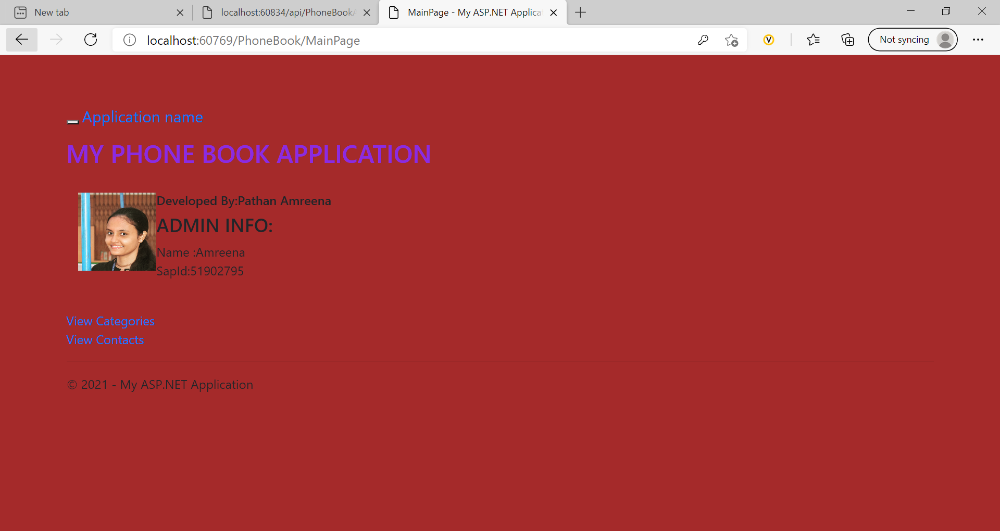 New tab
localhost:60834/api/PhoneBookA
MainPage - My ASP.NET Applica
localhost:60769/PhoneBook/MainPage
Not syncing
Application name
MY PHONE BOOK APPLICATION
Developed By:Pathan Amreena
ADMIN INFO:
Name :Amreena
SapId:51902795
View Categories
View Contacts
© 2021 - My ASP.NET Application